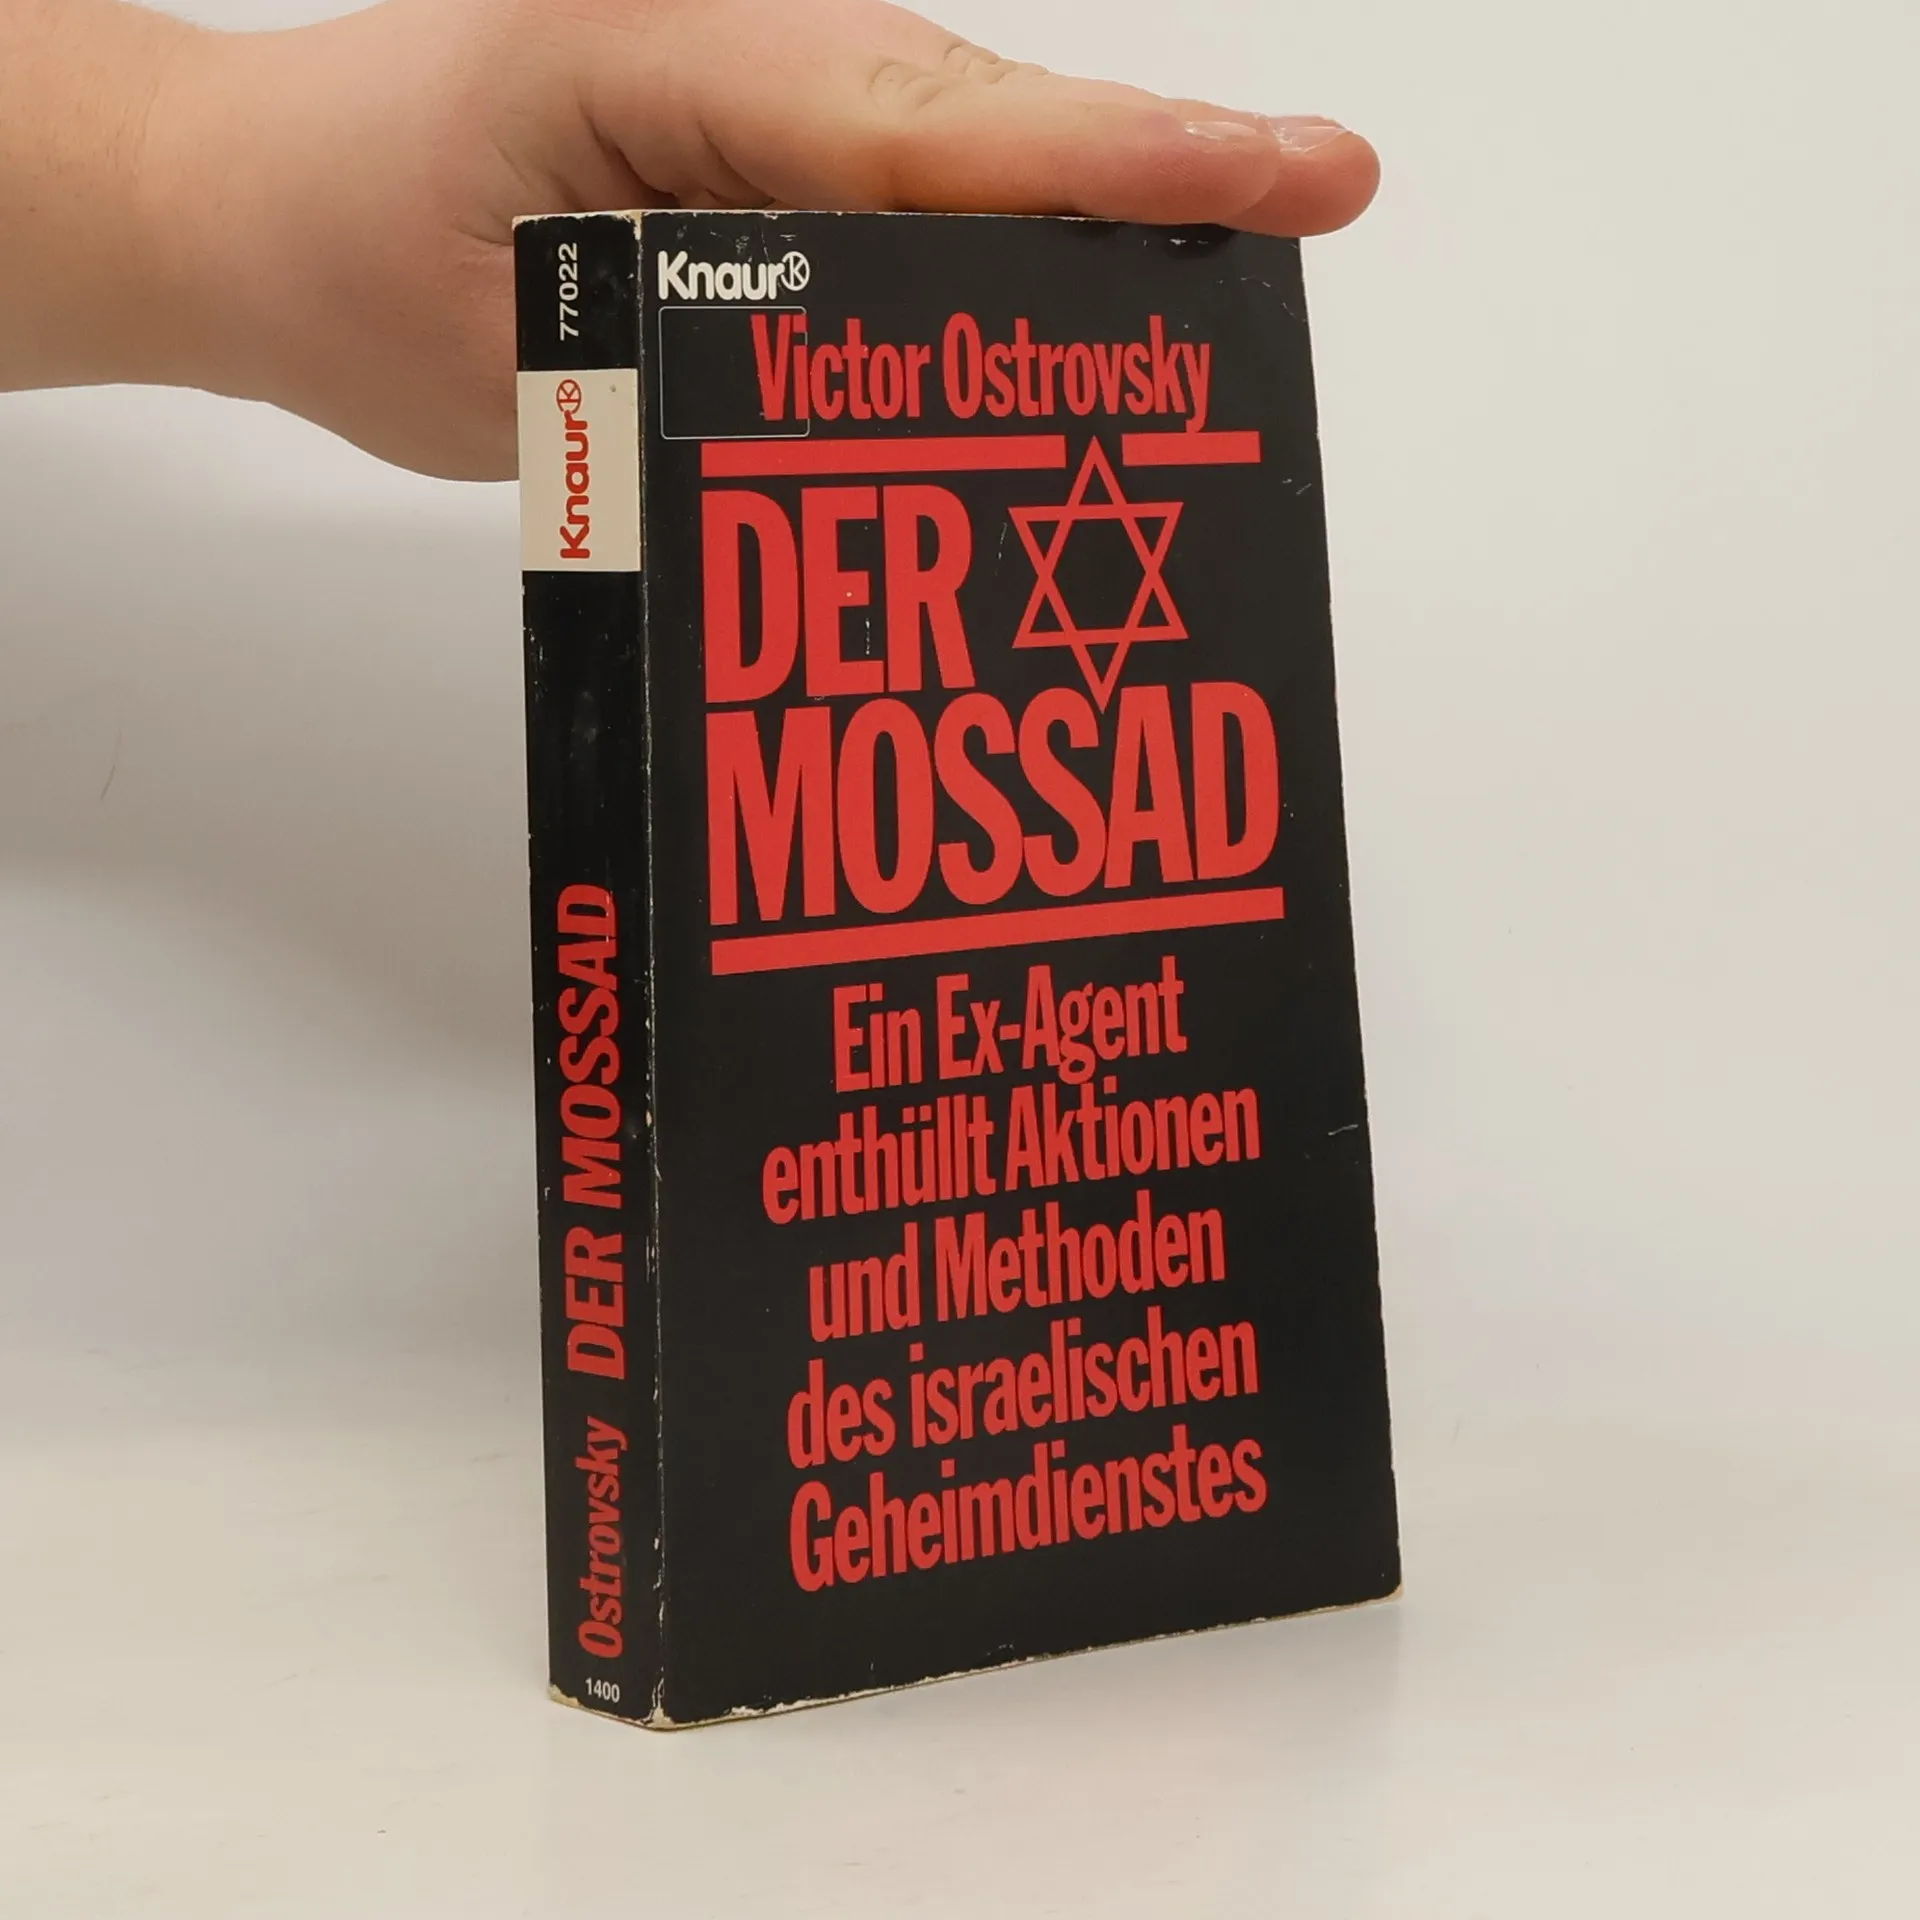 77022
Knaur
Ostrovsky DER MOSSAD
1400
Knaur
Victor Ostrovsky
DER
MOSSAD
Ein Ex-Agent
enthüllt Aktionen
und Methoden
des israelischen
Geheimdienstes